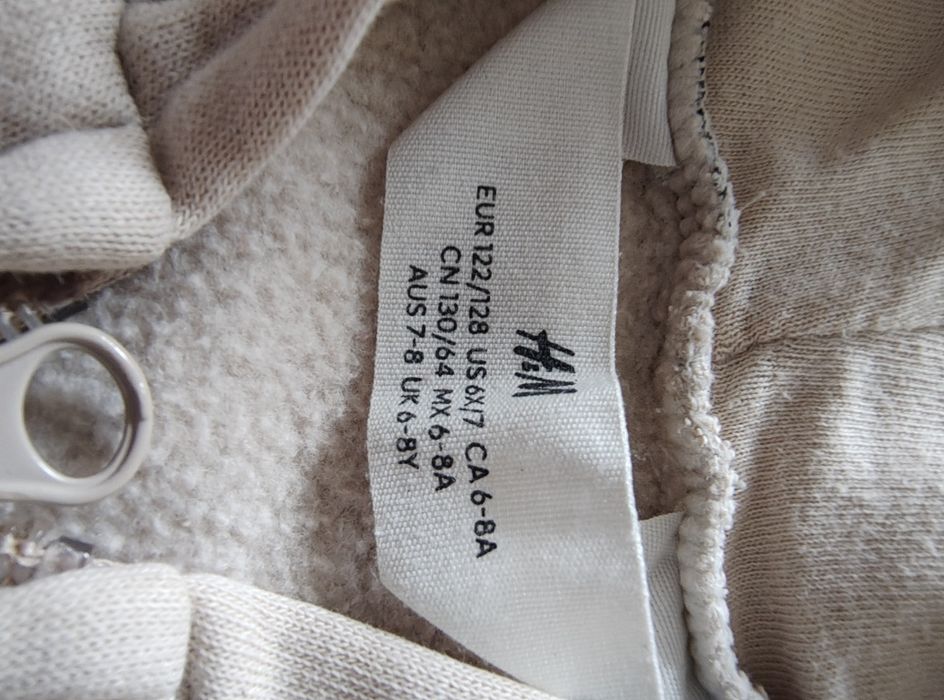 H&M
EUR 122/128 US 6X/7 CA 6-8A
CN 130/64 MX 6-8A
AUS 7-8 UK 6-8Y